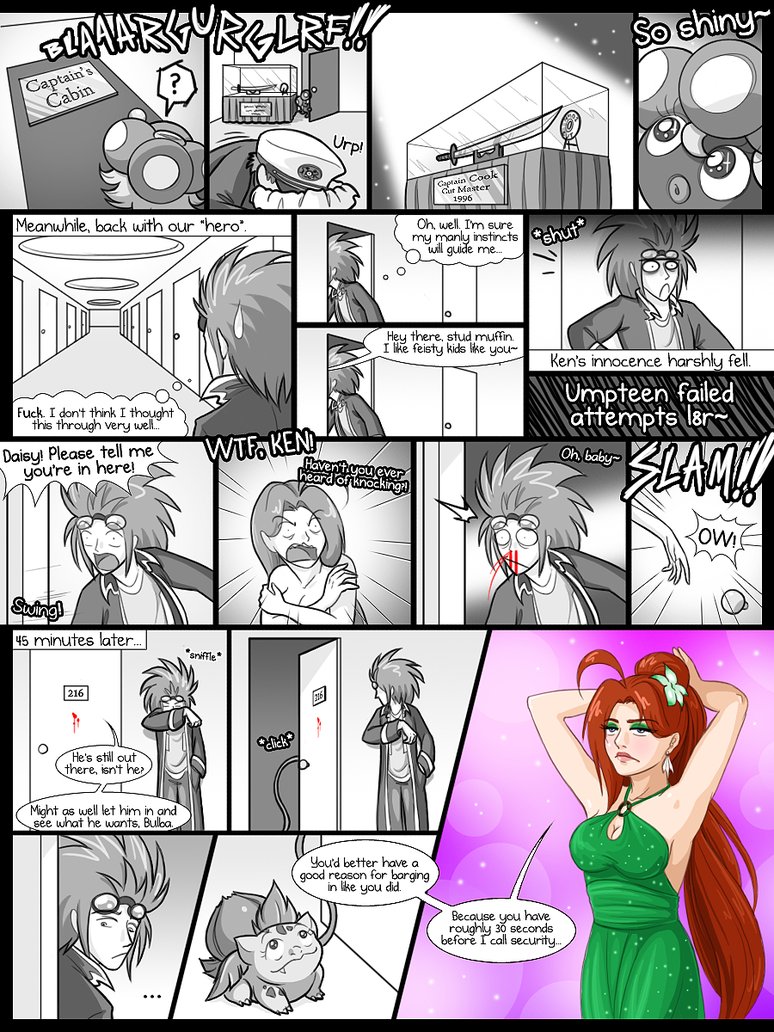 BLAAARGURGLRF!!!
Captain's
Cabin
?
Urp!
Captain Cook
Cut Master
1996
So shiny~
Meanwhile, back with our "hero".
Fuck. I don't think I thought
this through very well...
Oh, well. I'm sure
my manly instincts
will guide me...
Hey there, stud muffin.
I like feisty kids like you~
*shut*
Ken's innocence harshly fell.
Umpteen failed
attempts l8r~
Daisy! Please tell me
you're in here!
Swing!
WTF, KEN!
Haven't you ever
heard of knocking?!
Oh, baby~
SLAM!!!
OW!
45 minutes later...
*sniffle*
216
He's still out
there, isn't he?
Might as well let him in and
see what he wants, Bulba.
*click*
216
...
You'd better have a
good reason for barging
in like you did.
Because you have
roughly 30 seconds
before I call security...